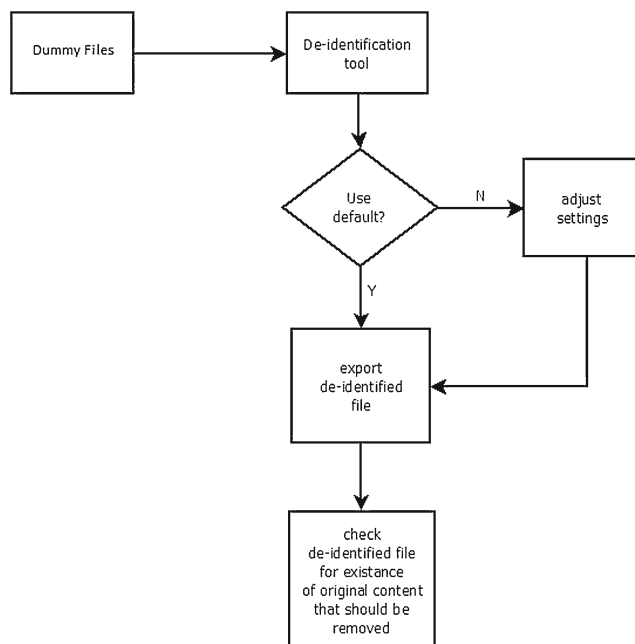 Dummy Files
De-identification
tool
Use
default?
N
adjust
settings
Y
export
de-identified
file
check
de-identified file
for existance
of original content
that should be
removed